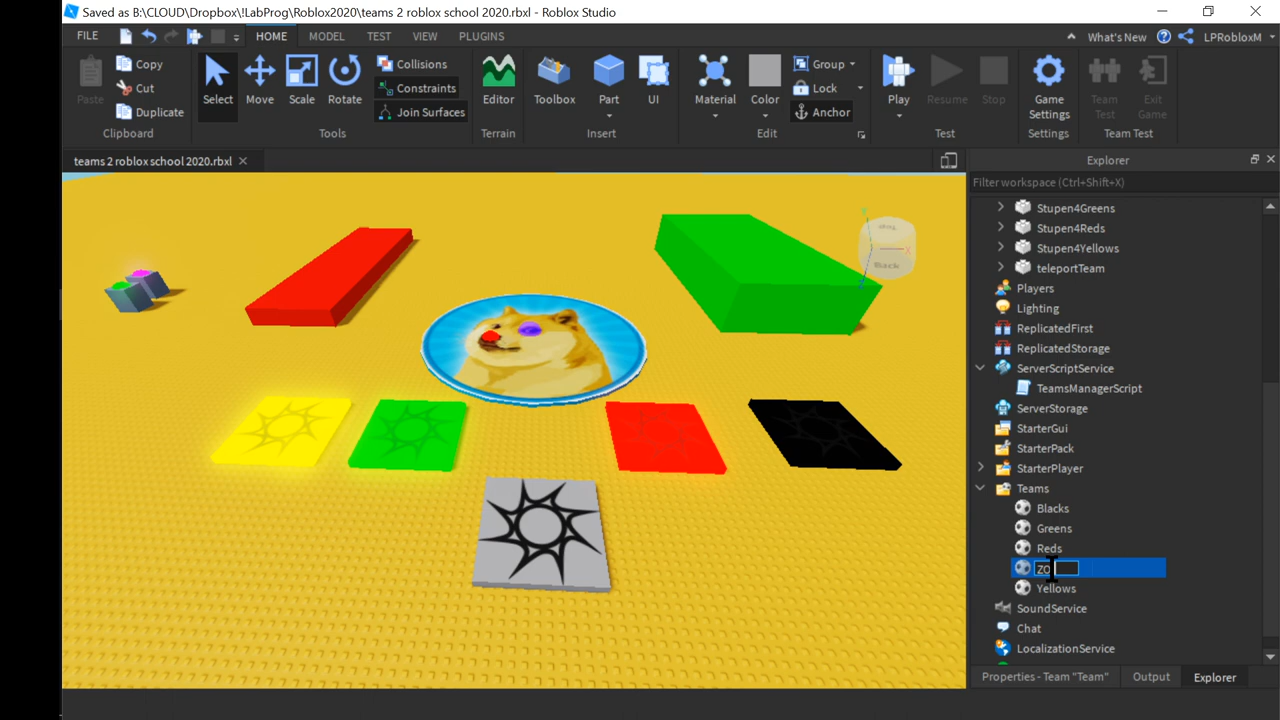 Saved as B:\CLOUD\Dropbox\!LabProg\Roblox2020\teams 2 roblox school 2020.rbxl - Roblox Studio
FILE HOME MODEL TEST VIEW PLUGINS What's New LPRobloxM
Paste
Copy
Cut
Duplicate
Clipboard
Select
Move
Scale
Rotate
Collisions
Constraints
Join Surfaces
Tools
Editor
Terrain
Toolbox
Part
UI
Insert
Material
Color
Group
Lock
Anchor
Edit
Play
Resume
Stop
Test
Game
Settings
Settings
Team
Test
Exit
Game
Team Test
teams 2 roblox school 2020.rbxl
Explorer
Filter workspace (Ctrl+Shift+X)
Stupen4Greens
Stupen4Reds
Stupen4Yellows
teleportTeam
Players
Lighting
ReplicatedFirst
ReplicatedStorage
ServerScriptService
TeamsManagerScript
ServerStorage
StarterGui
StarterPack
StarterPlayer
Teams
Blacks
Greens
Reds
ZO
Yellows
SoundService
Chat
LocalizationService
Properties - Team "Team" Output Explorer
Back